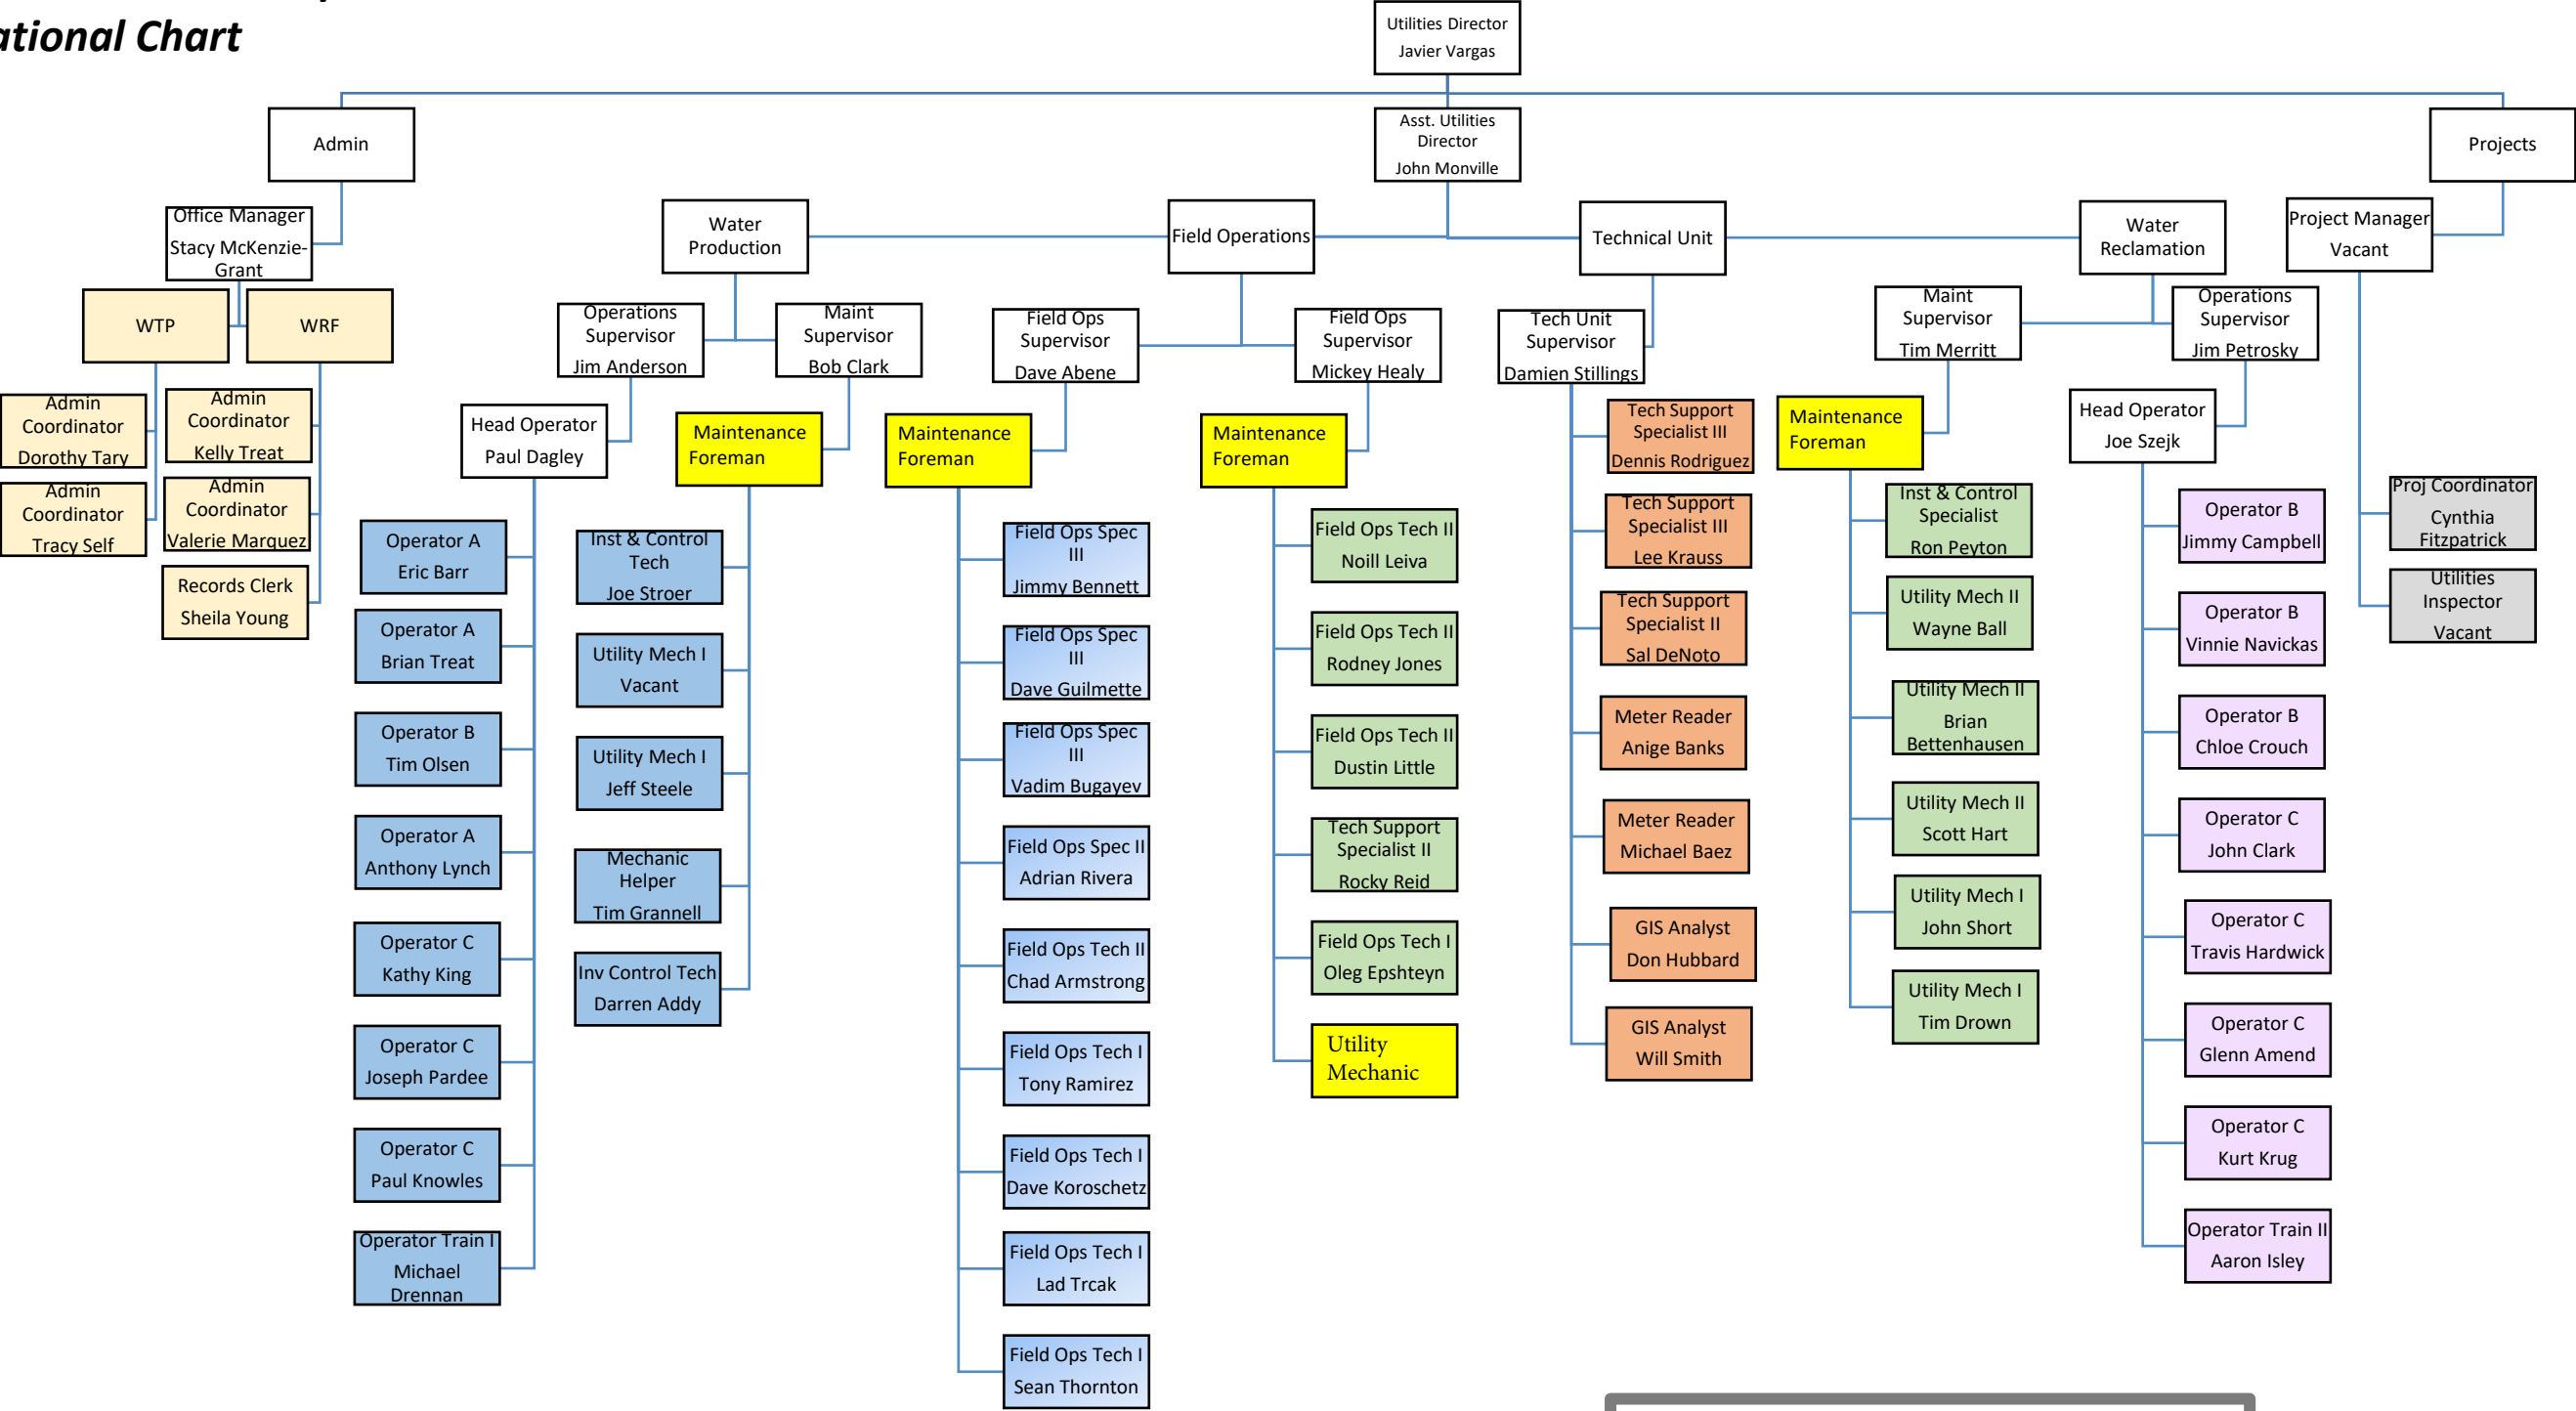 ational Chart
Utilities Director
Javier Vargas
Admin
Asst. Utilities
Director
John Monville
Projects
Office Manager
Stacy McKenzie-
Grant
WTP
WRF
Admin
Coordinator
Dorothy Tary
Admin
Coordinator
Tracy Self
Admin
Coordinator
Kelly Treat
Admin
Coordinator
Valerie Marquez
Records Clerk
Sheila Young
Water
Production
Operations
Supervisor
Jim Anderson
Maint
Supervisor
Bob Clark
Head Operator
Paul Dagley
Operator A
Eric Barr
Operator A
Brian Treat
Operator B
Tim Olsen
Operator A
Anthony Lynch
Operator C
Kathy King
Operator C
Joseph Pardee
Operator C
Paul Knowles
Operator Train I
Michael
Drennan
Maintenance
Foreman
Inst & Control
Tech
Joe Stroer
Utility Mech I
Vacant
Utility Mech I
Jeff Steele
Mechanic
Helper
Tim Grannell
Inv Control Tech
Darren Addy
Field Operations
Field Ops
Supervisor
Dave Abene
Field Ops
Supervisor
Mickey Healy
Maintenance
Foreman
Field Ops Spec
III
Jimmy Bennett
Field Ops Spec
III
Dave Guilmette
Field Ops Spec
III
Vadim Bugayev
Field Ops Spec II
Adrian Rivera
Field Ops Tech II
Chad Armstrong
Field Ops Tech I
Tony Ramirez
Field Ops Tech I
Dave Koroschetz
Field Ops Tech I
Lad Trcak
Field Ops Tech I
Sean Thornton
Maintenance
Foreman
Field Ops Tech II
Noill Leiva
Field Ops Tech II
Rodney Jones
Field Ops Tech II
Dustin Little
Tech Support
Specialist II
Rocky Reid
Field Ops Tech I
Oleg Epshteyn
Utility
Mechanic
Technical Unit
Tech Unit
Supervisor
Damien Stillings
Tech Support
Specialist III
Dennis Rodriguez
Tech Support
Specialist III
Lee Krauss
Tech Support
Specialist II
Sal DeNoto
Meter Reader
Anige Banks
Meter Reader
Michael Baez
GIS Analyst
Don Hubbard
GIS Analyst
Will Smith
Water
Reclamation
Maint
Supervisor
Tim Merritt
Operations
Supervisor
Jim Petrosky
Maintenance
Foreman
Inst & Control
Specialist
Ron Peyton
Utility Mech II
Wayne Ball
Utility Mech II
Brian
Bettenhausen
Utility Mech II
Scott Hart
Utility Mech I
John Short
Utility Mech I
Tim Drown
Head Operator
Joe Szejk
Operator B
Jimmy Campbell
Operator B
Vinnie Navickas
Operator B
Chloe Crouch
Operator C
John Clark
Operator C
Travis Hardwick
Operator C
Glenn Amend
Operator C
Kurt Krug
Operator Train II
Aaron Isley
Project Manager
Vacant
Proj Coordinator
Cynthia
Fitzpatrick
Utilities
Inspector
Vacant